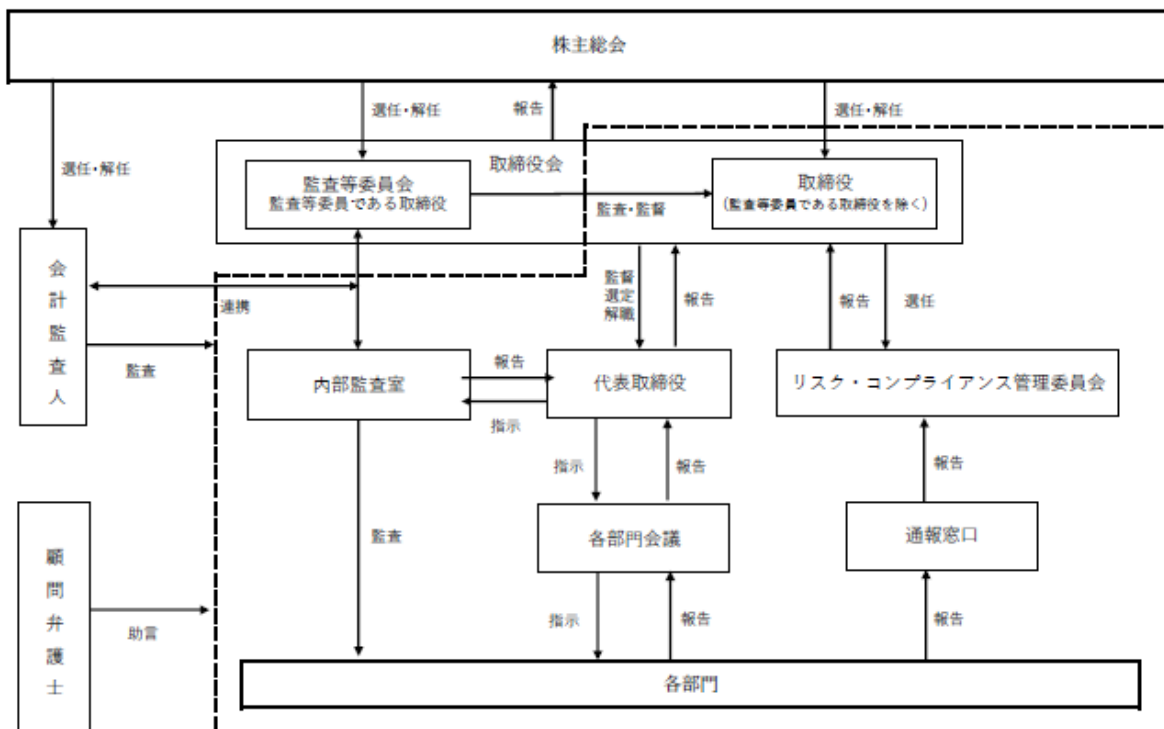 株主総会
選任・解任
報告
選任・解任
選任・解任
取締役会
監査等委員会
監査等委員である取締役
監査・監督
取締役
(監査等委員である取締役を除く)
会計監査人
連携
監査
監督
選定
解職
報告
報告
選任
内部監査室
報告
指示
代表取締役
リスク・コンプライアンス管理委員会
指示
報告
報告
監査
各部門会議
通報窓口
顧問弁護士
助言
指示
報告
報告
各部門